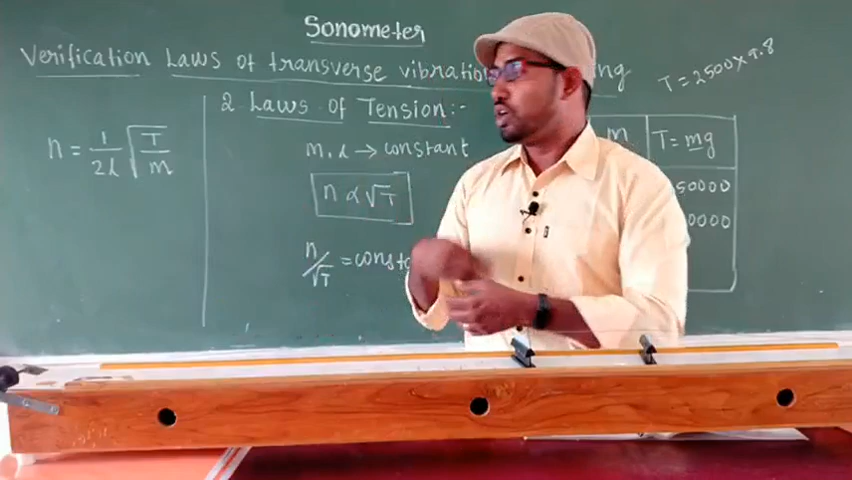 Sonometer
Verification Laws of transverse vibration
T = 2500 × 9.8
2 Laws of Tension :-
n = 1/2l √T/m
m, l → constant
n ∝ √T
n/√T = const
m T = mg
50000
0000